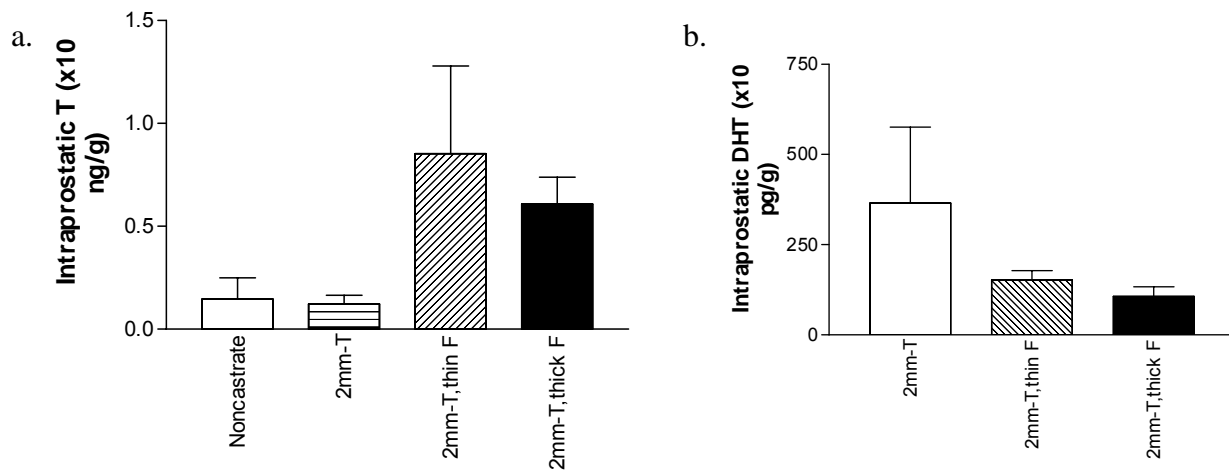 a.
Intraprostatic T (x10
ng/g)
1.5
1.0
0.5
0.0
Noncastrate
2mm-T
2mm-T,thin F
2mm-T,thick F
b.
Intraprostatic DHT (x10
pg/g)
750
500
250
0
2mm-T
2mm-T,thin F
2mm-T,thick F